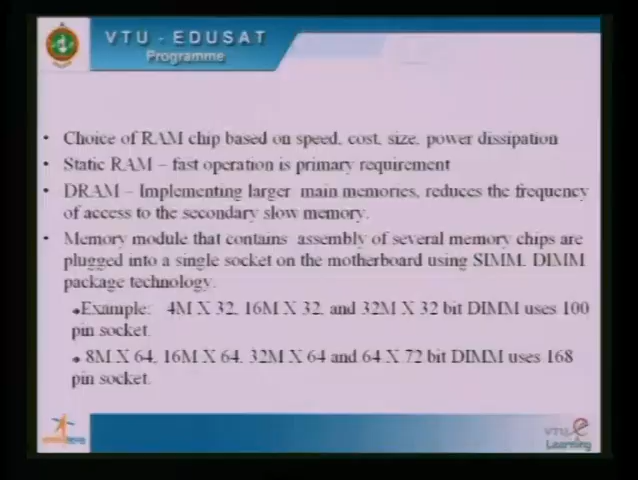 VTU - EDUSAT
Programme
• Choice of RAM chip based on speed, cost, size, power dissipation
• Static RAM – fast operation is primary requirement
• DRAM – Implementing larger main memories, reduces the frequency
of access to the secondary slow memory.
• Memory module that contains assembly of several memory chips are
plugged into a single socket on the motherboard using SIMM, DIMM
package technology.
Example: 4M X 32, 16M X 32, and 32M X 32 bit DIMM uses 100
pin socket.
8M X 64, 16M X 64, 32M X 64 and 64 X 72 bit DIMM uses 168
pin socket.
VTU e
Learning